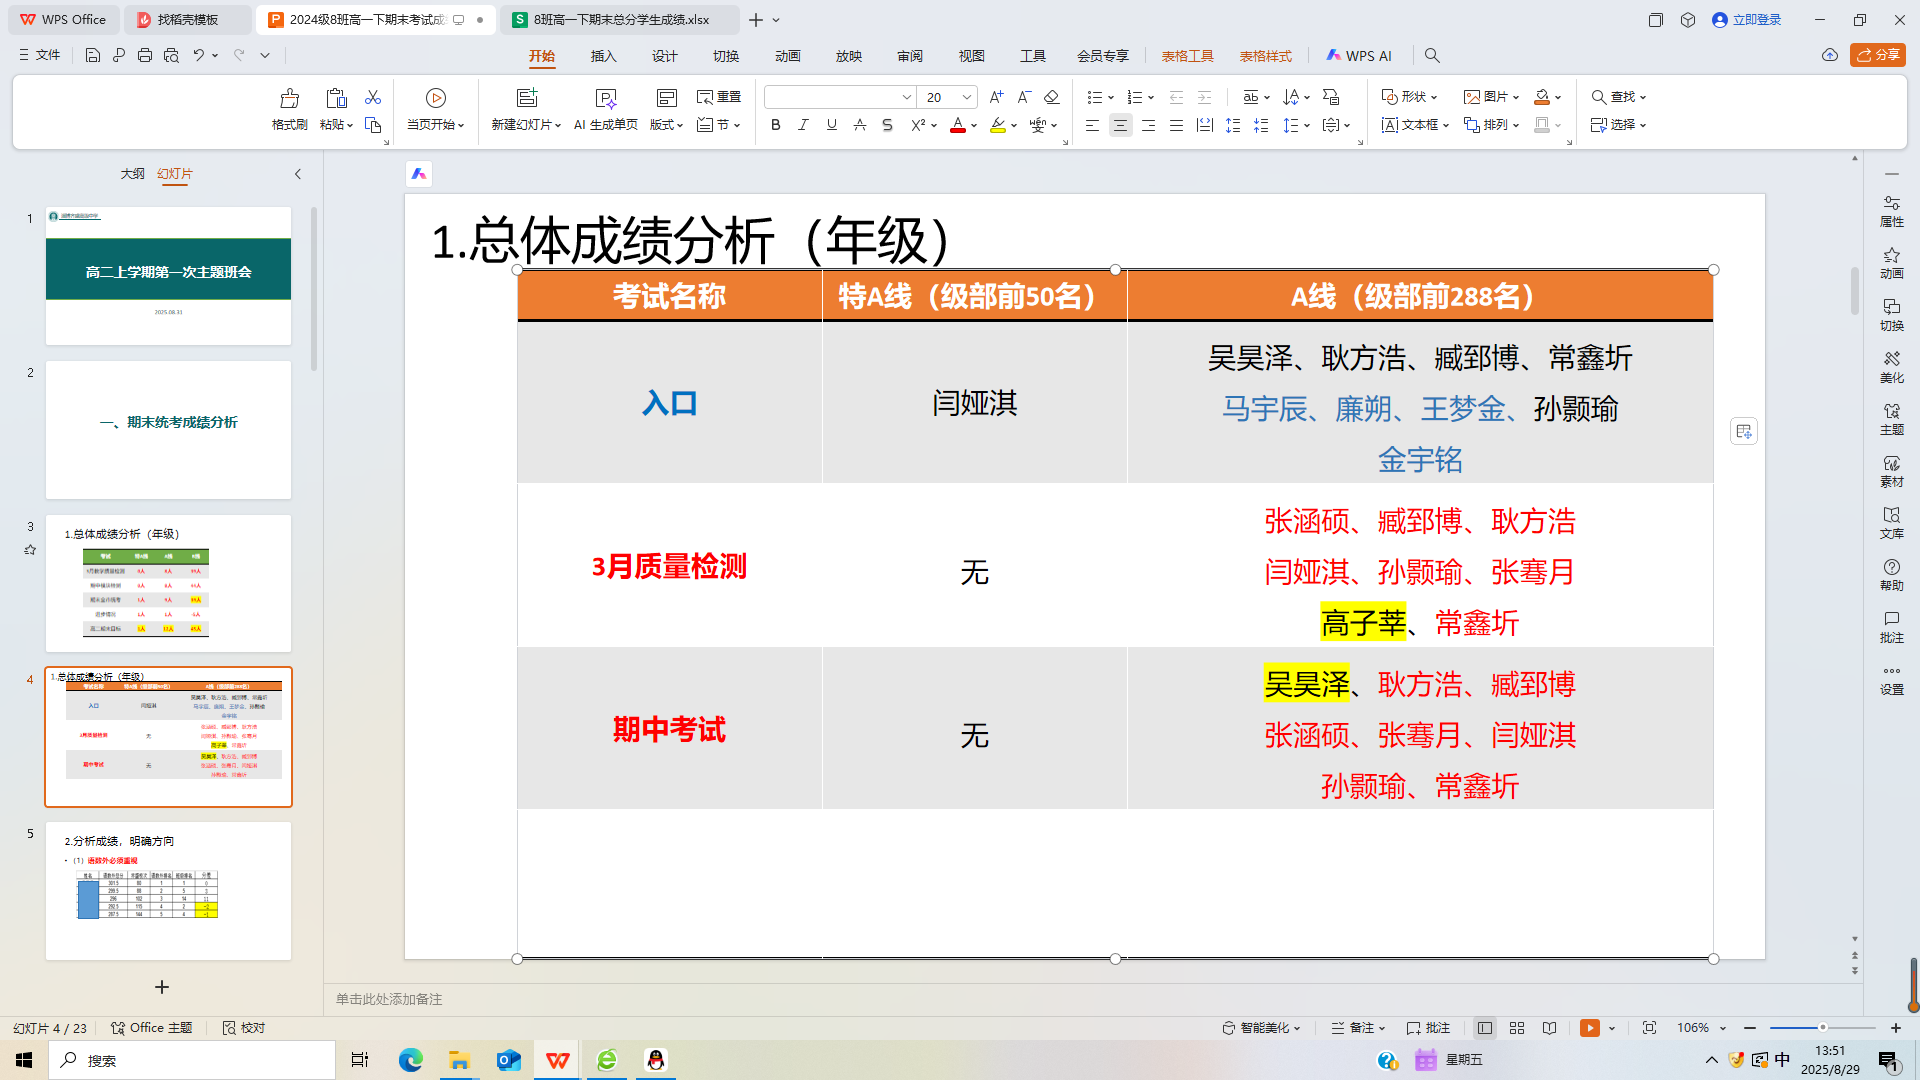 WPS Office
找稻壳模板
2024级8班高一下期末考试成
8班高一下期末总分学生成绩.xlsx
立即登录
文件
开始
插入
设计
切换
动画
放映
审阅
视图
工具
会员专享
表格工具
表格样式
WPS AI
分享
格式刷
粘贴
当页开始
新建幻灯片
AI 生成单页
版式
重置
节
20
形状
图片
文本框
排列
查找
选择
大纲
幻灯片
1
高二上学期第一次主题班会
2025.08.31
2
一、期末统考成绩分析
3
1.总体成绩分析（年级）
4
1.总体成绩分析（年级）
5
2.分析成绩，明确方向
（1）语数外必须重视
1.总体成绩分析（年级）
考试名称 特A线（级部前50名） A线（级部前288名）
入口 闫娅淇 吴昊泽、耿方浩、臧郅博、常鑫圻
马宇辰、廉朔、王梦金、孙颢瑜
金宇铭
3月质量检测 无 张涵硕、臧郅博、耿方浩
闫娅淇、孙颢瑜、张骞月
高子莘、常鑫圻
期中考试 无 吴昊泽、耿方浩、臧郅博
张涵硕、张骞月、闫娅淇
孙颢瑜、常鑫圻
属性
动画
切换
美化
主题
素材
文库
帮助
批注
设置
单击此处添加备注
幻灯片 4 / 23
Office 主题
校对
智能美化
备注
批注
106%
搜索
星期五
中
13:51
2025/8/29
1